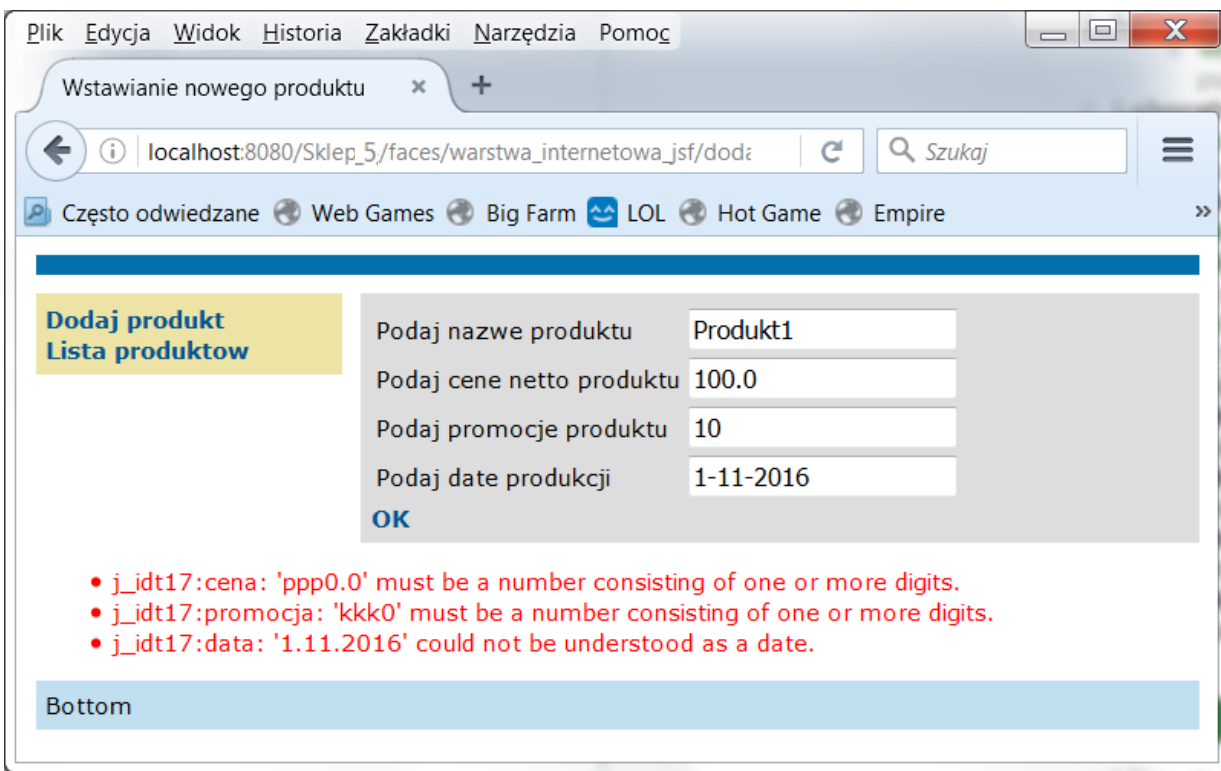 Plik Edycja Widok Historia Zakładki Narzędzia Pomoc
Wstawianie nowego produktu
localhost:8080/Sklep_5/faces/warstwa_internetowa_jsf/doda
Szukaj
Często odwiedzane Web Games Big Farm LOL Hot Game Empire
Dodaj produkt
Lista produktow
Podaj nazwe produktu Produkt1
Podaj cene netto produktu 100.0
Podaj promocje produktu 10
Podaj date produkcji 1-11-2016
OK
• j_idt17:cena: 'ppp0.0' must be a number consisting of one or more digits.
• j_idt17:promocja: 'kkk0' must be a number consisting of one or more digits.
• j_idt17:data: '1.11.2016' could not be understood as a date.
Bottom